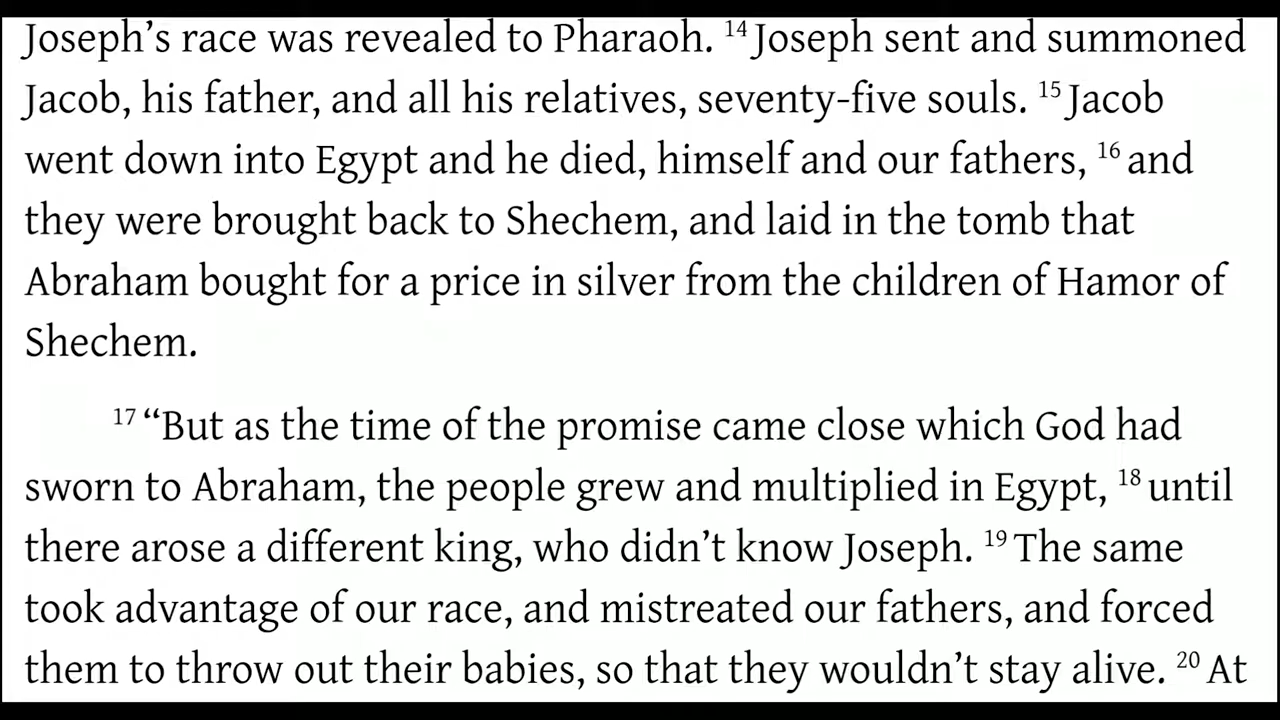 Joseph’s race was revealed to Pharaoh. 14 Joseph sent and summoned
Jacob, his father, and all his relatives, seventy-five souls. 15 Jacob
went down into Egypt and he died, himself and our fathers, 16 and
they were brought back to Shechem, and laid in the tomb that
Abraham bought for a price in silver from the children of Hamor of
Shechem.
17 “But as the time of the promise came close which God had
sworn to Abraham, the people grew and multiplied in Egypt, 18 until
there arose a different king, who didn’t know Joseph. 19 The same
took advantage of our race, and mistreated our fathers, and forced
them to throw out their babies, so that they wouldn’t stay alive. 20 At